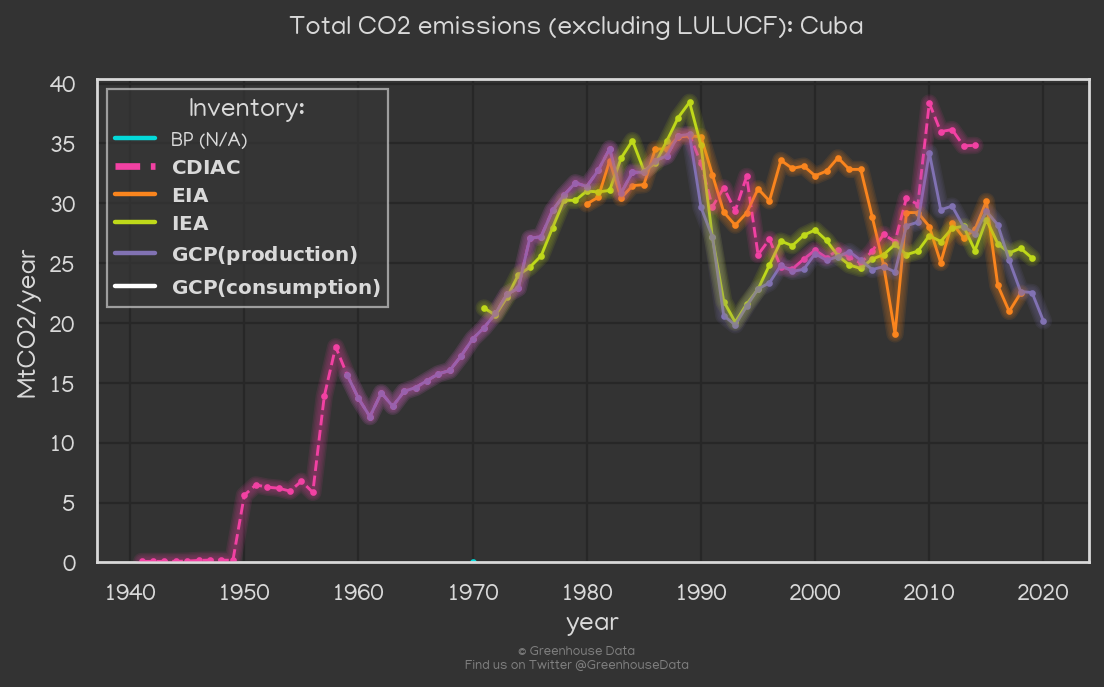 Total CO2 emissions (excluding LULUCF): Cuba
40
35
30
25
20
15
10
5
0
MtCO2/year
Inventory:
BP (N/A)
CDIAC
EIA
IEA
GCP(production)
GCP(consumption)
1940 1950 1960 1970 1980 1990 2000 2010 2020
year
© Greenhouse Data
Find us on Twitter @GreenhouseData